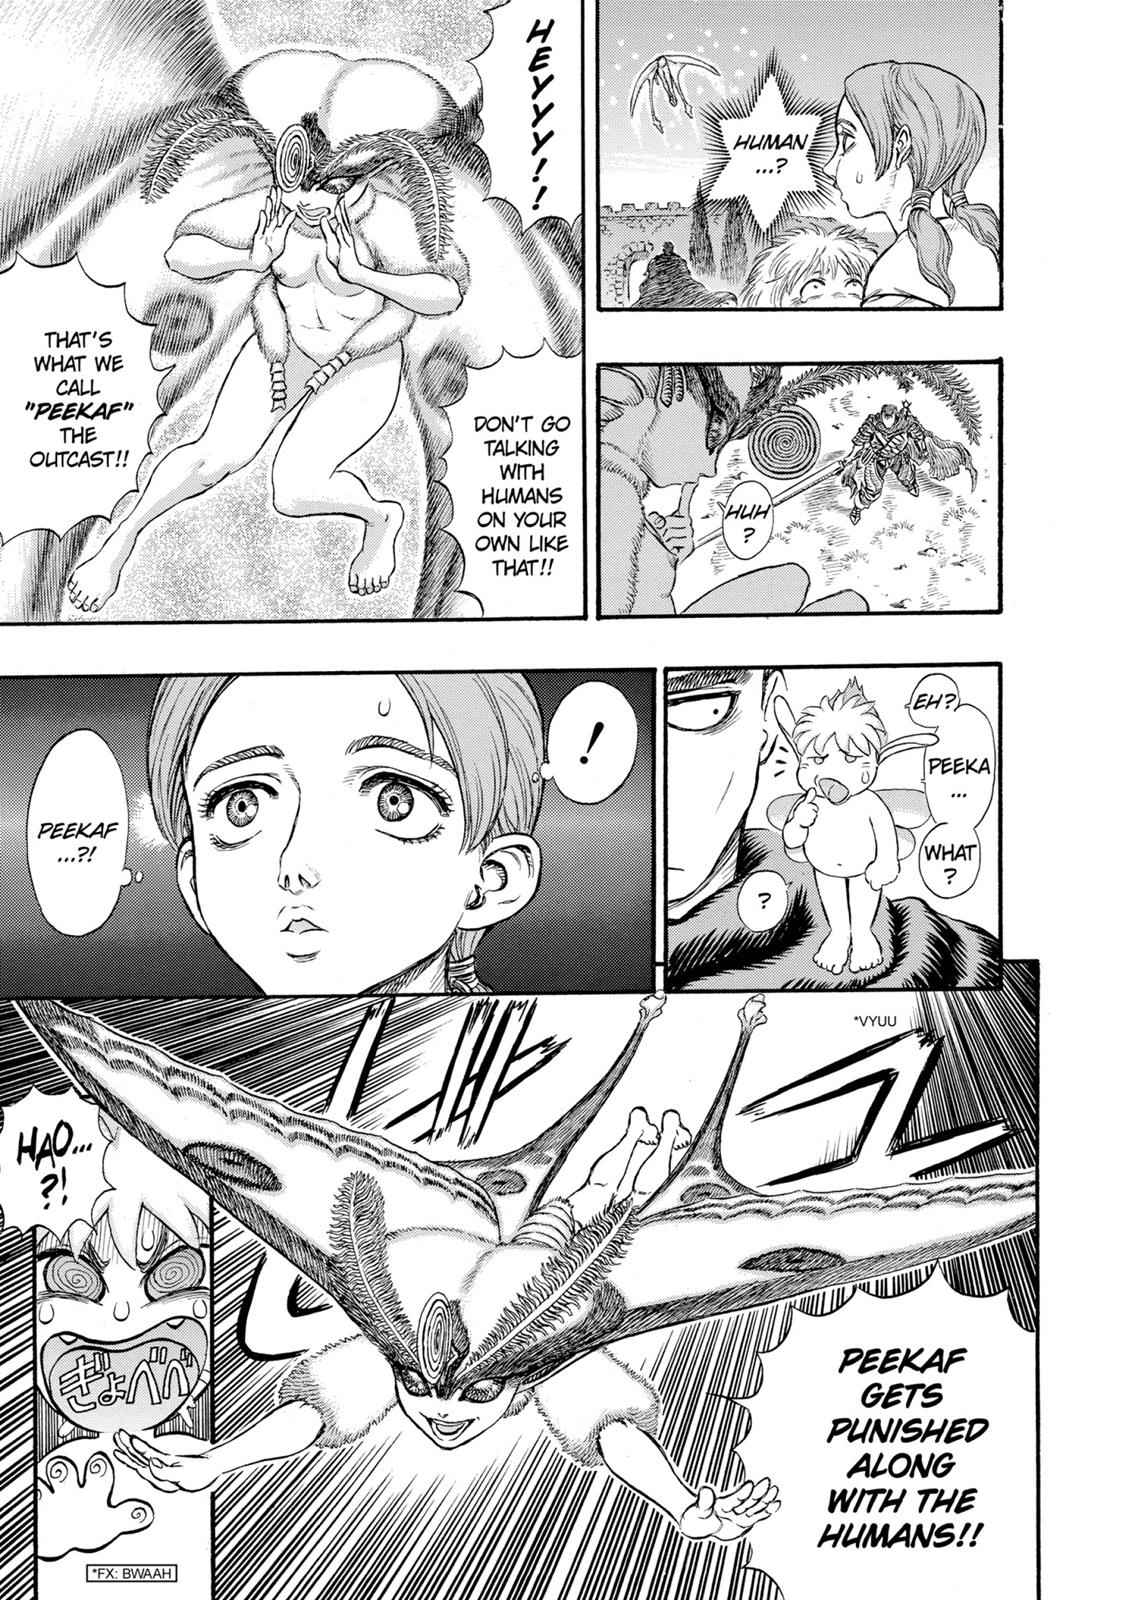 HUMAN
...?
HUH
?
HEYYY!!
DON'T GO
TALKING
WITH
HUMANS
ON YOUR
OWN LIKE
THAT!!
THAT'S
WHAT WE
CALL
"PEEKAF"
THE
OUTCAST!!
EH?
PEEKA
...
WHAT
?
?
!
PEEKAF
...?!
*VYUU
PEEKAF
GETS
PUNISHED
ALONG
WITH THE
HUMANS!!
HAO...
?!
ぎょべべ
*FX: BWAAH